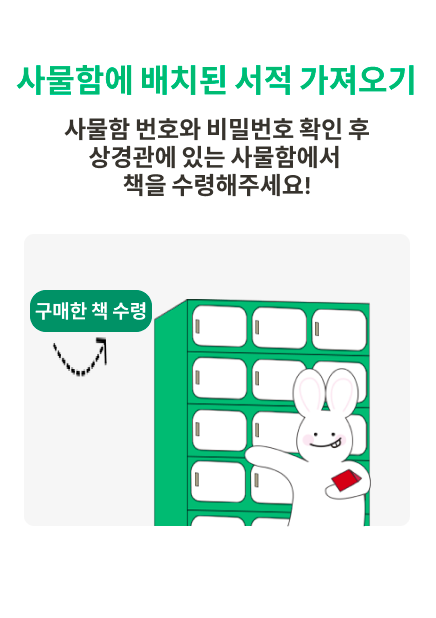 사물함에 배치된 서적 가져오기
사물함 번호와 비밀번호 확인 후
상경관에 있는 사물함에서
책을 수령해주세요!
구매한 책 수령